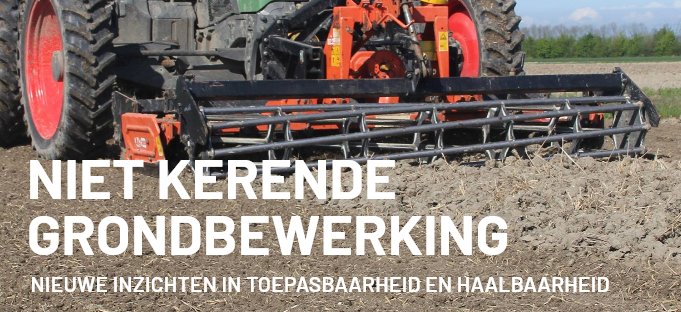 NIET KERENDE
GRONDBEWERKING
NIEUWE INZICHTEN IN TOEPASBAARHEID EN HAALBAARHEID